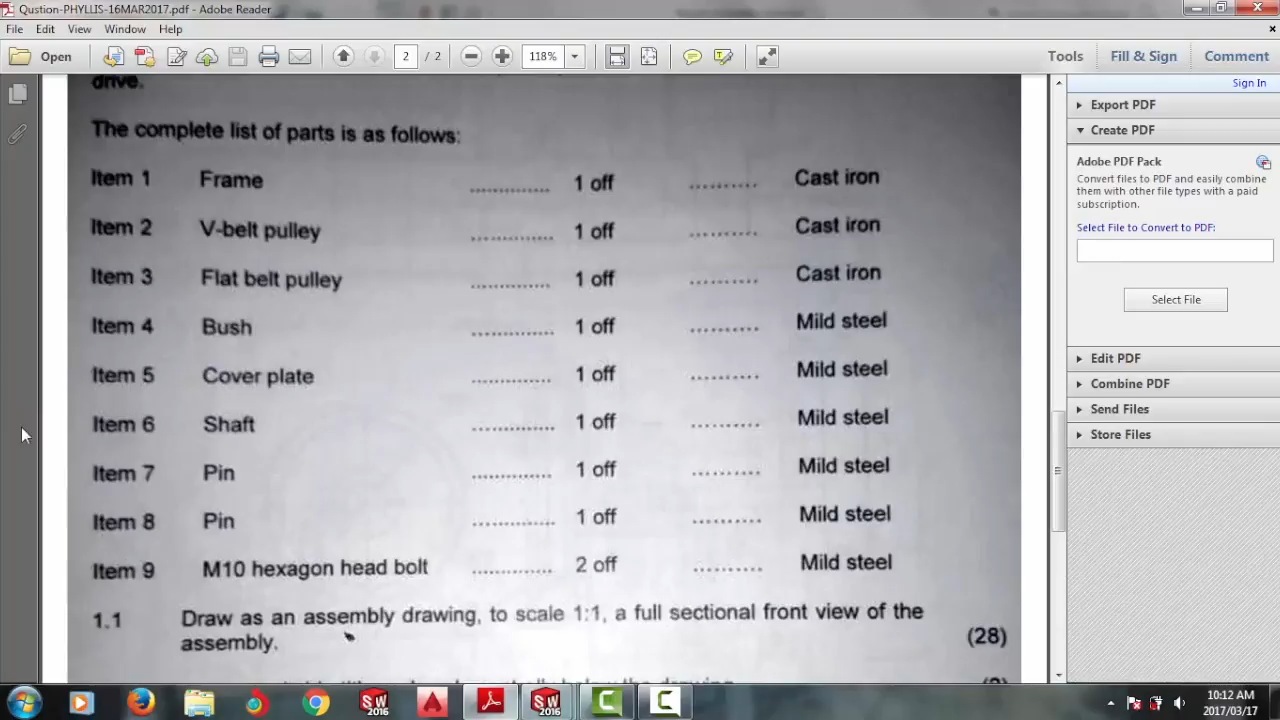 Qustion-PHYLLIS-16MAR2017.pdf - Adobe Reader
File Edit View Window Help
Open 2 / 2 118% Tools Fill & Sign Comment
Sign In
drive.
The complete list of parts is as follows:
Item 1 Frame ............. 1 off .......... Cast iron
Item 2 V-belt pulley ............. 1 off .......... Cast iron
Item 3 Flat belt pulley ............. 1 off .......... Cast iron
Item 4 Bush ............. 1 off .......... Mild steel
Item 5 Cover plate ............. 1 off .......... Mild steel
Item 6 Shaft ............. 1 off .......... Mild steel
Item 7 Pin ............. 1 off .......... Mild steel
Item 8 Pin ............. 1 off .......... Mild steel
Item 9 M10 hexagon head bolt ............. 2 off .......... Mild steel
1.1 Draw as an assembly drawing, to scale 1:1, a full sectional front view of the
assembly. (28)
Export PDF
Create PDF
Adobe PDF Pack
Convert files to PDF and easily combine
them with other file types with a paid
subscription.
Select File to Convert to PDF:
Select File
Edit PDF
Combine PDF
Send Files
Store Files
SW
2016
SW
2016
10:12 AM
2017/03/17